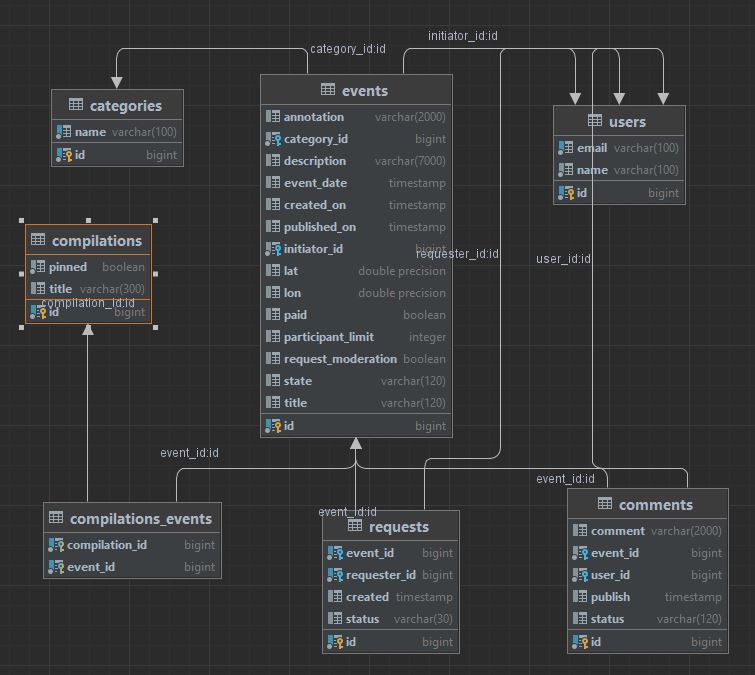 category_id:id
initiator_id:id
categories
name varchar(100)
id bigint
events
annotation varchar(2000)
category_id bigint
description varchar(7000)
event_date timestamp
created_on timestamp
published_on timestamp
initiator_id bigint
lat double precision
lon double precision
paid boolean
participant_limit integer
request_moderation boolean
state varchar(120)
title varchar(120)
id bigint
users
email varchar(100)
name varchar(100)
id bigint
compilations
pinned boolean
title varchar(300)
compilation_id:id
id bigint
requester_id:id
user_id:id
event_id:id
event_id:id
event_id:id
compilations_events
compilation_id bigint
event_id bigint
requests
event_id bigint
requester_id bigint
created timestamp
status varchar(30)
id bigint
comments
comment varchar(2000)
event_id bigint
user_id bigint
publish timestamp
status varchar(120)
id bigint